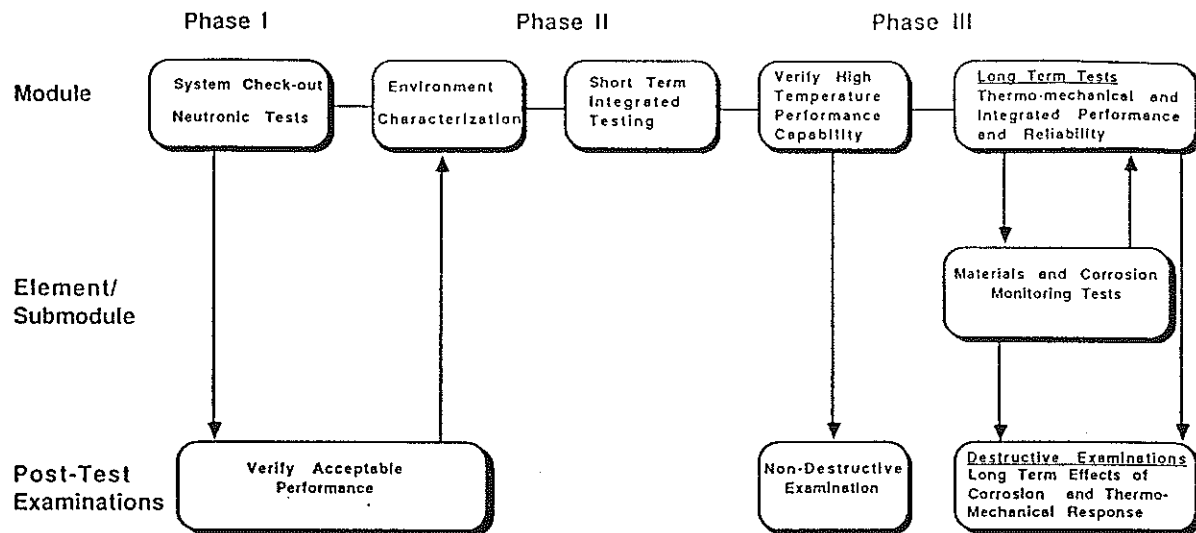 Phase I
Phase II
Phase III
Module
System Check-out
Neutronic Tests
Environment
Characterization
Short Term
Integrated
Testing
Verify High
Temperature
Performance
Capability
Long Term Tests
Thermo-mechanical and
Integrated Performance
and Reliability
Element/
Submodule
Materials and Corrosion
Monitoring Tests
Post-Test
Examinations
Verify Acceptable
Performance
Non-Destructive
Examination
Destructive Examinations
Long Term Effects of
Corrosion and Thermo-
Mechanical Response